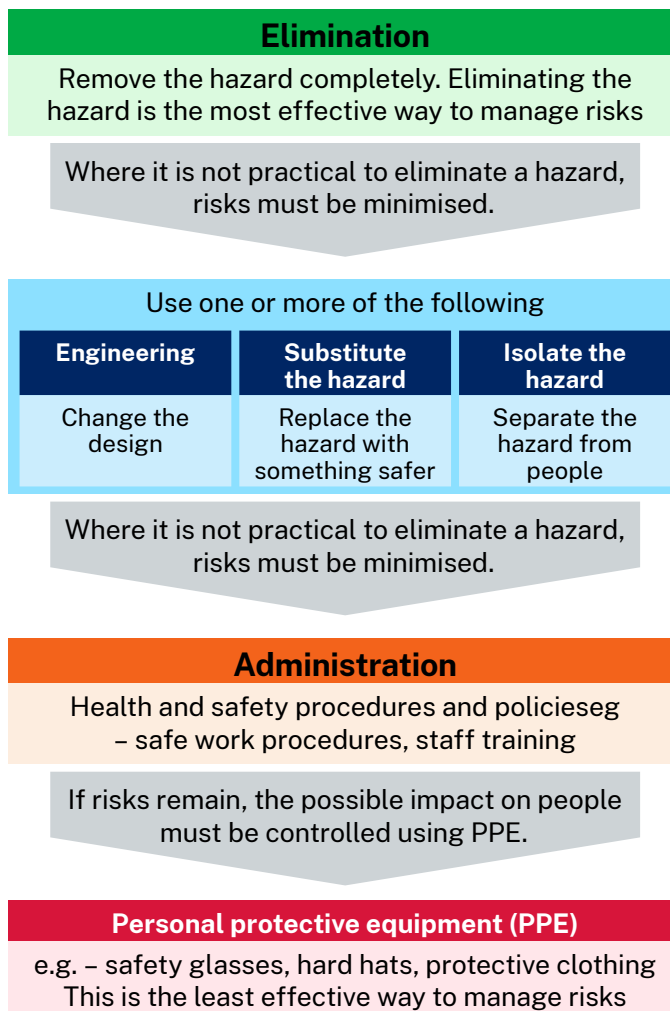 Elimination
Remove the hazard completely. Eliminating the
hazard is the most effective way to manage risks
Where it is not practical to eliminate a hazard,
risks must be minimised.
Use one or more of the following
Engineering
Change the
design
Substitute
the hazard
Replace the
hazard with
something safer
Isolate the
hazard
Separate the
hazard from
people
Where it is not practical to eliminate a hazard,
risks must be minimised.
Administration
Health and safety procedures and policieseg
– safe work procedures, staff training
If risks remain, the possible impact on people
must be controlled using PPE.
Personal protective equipment (PPE)
e.g. – safety glasses, hard hats, protective clothing
This is the least effective way to manage risks